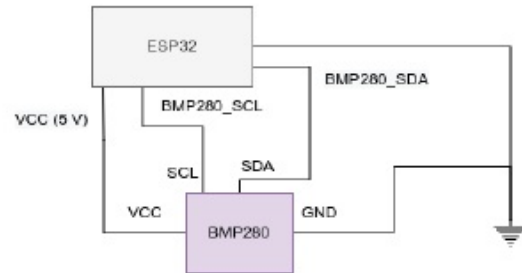 ESP32
BMP280_SDA
BMP280_SCL
VCC (5 V)
SCL
SDA
VCC
GND
BMP280